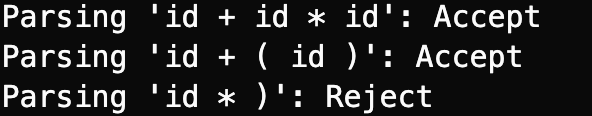 Parsing 'id + id * id': Accept
Parsing 'id + ( id )': Accept
Parsing 'id * )': Reject